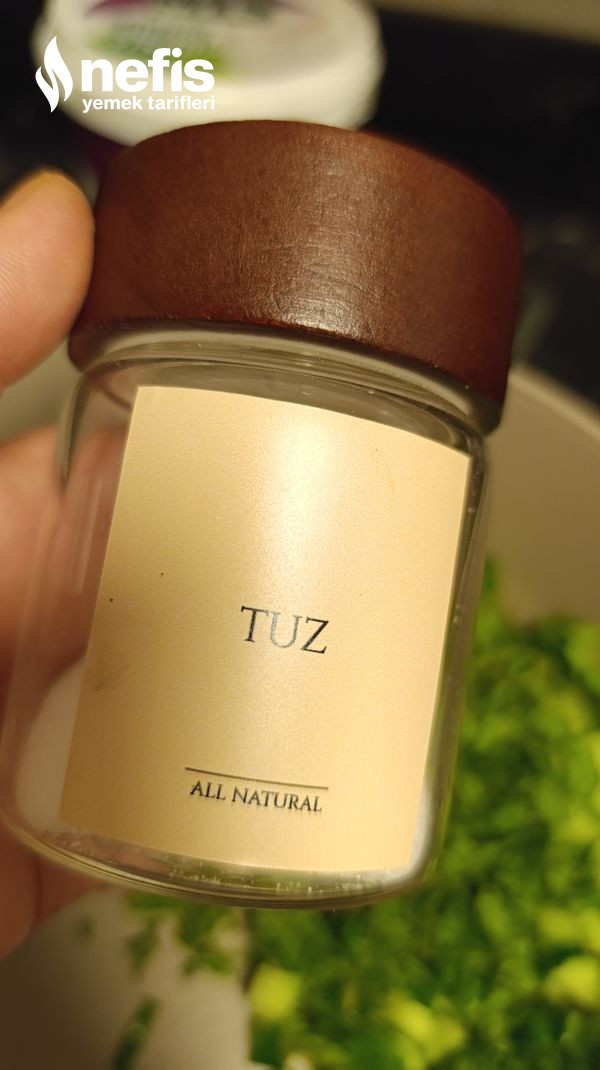 nefis
yemek tarifleri
TUZ
ALL NATURAL